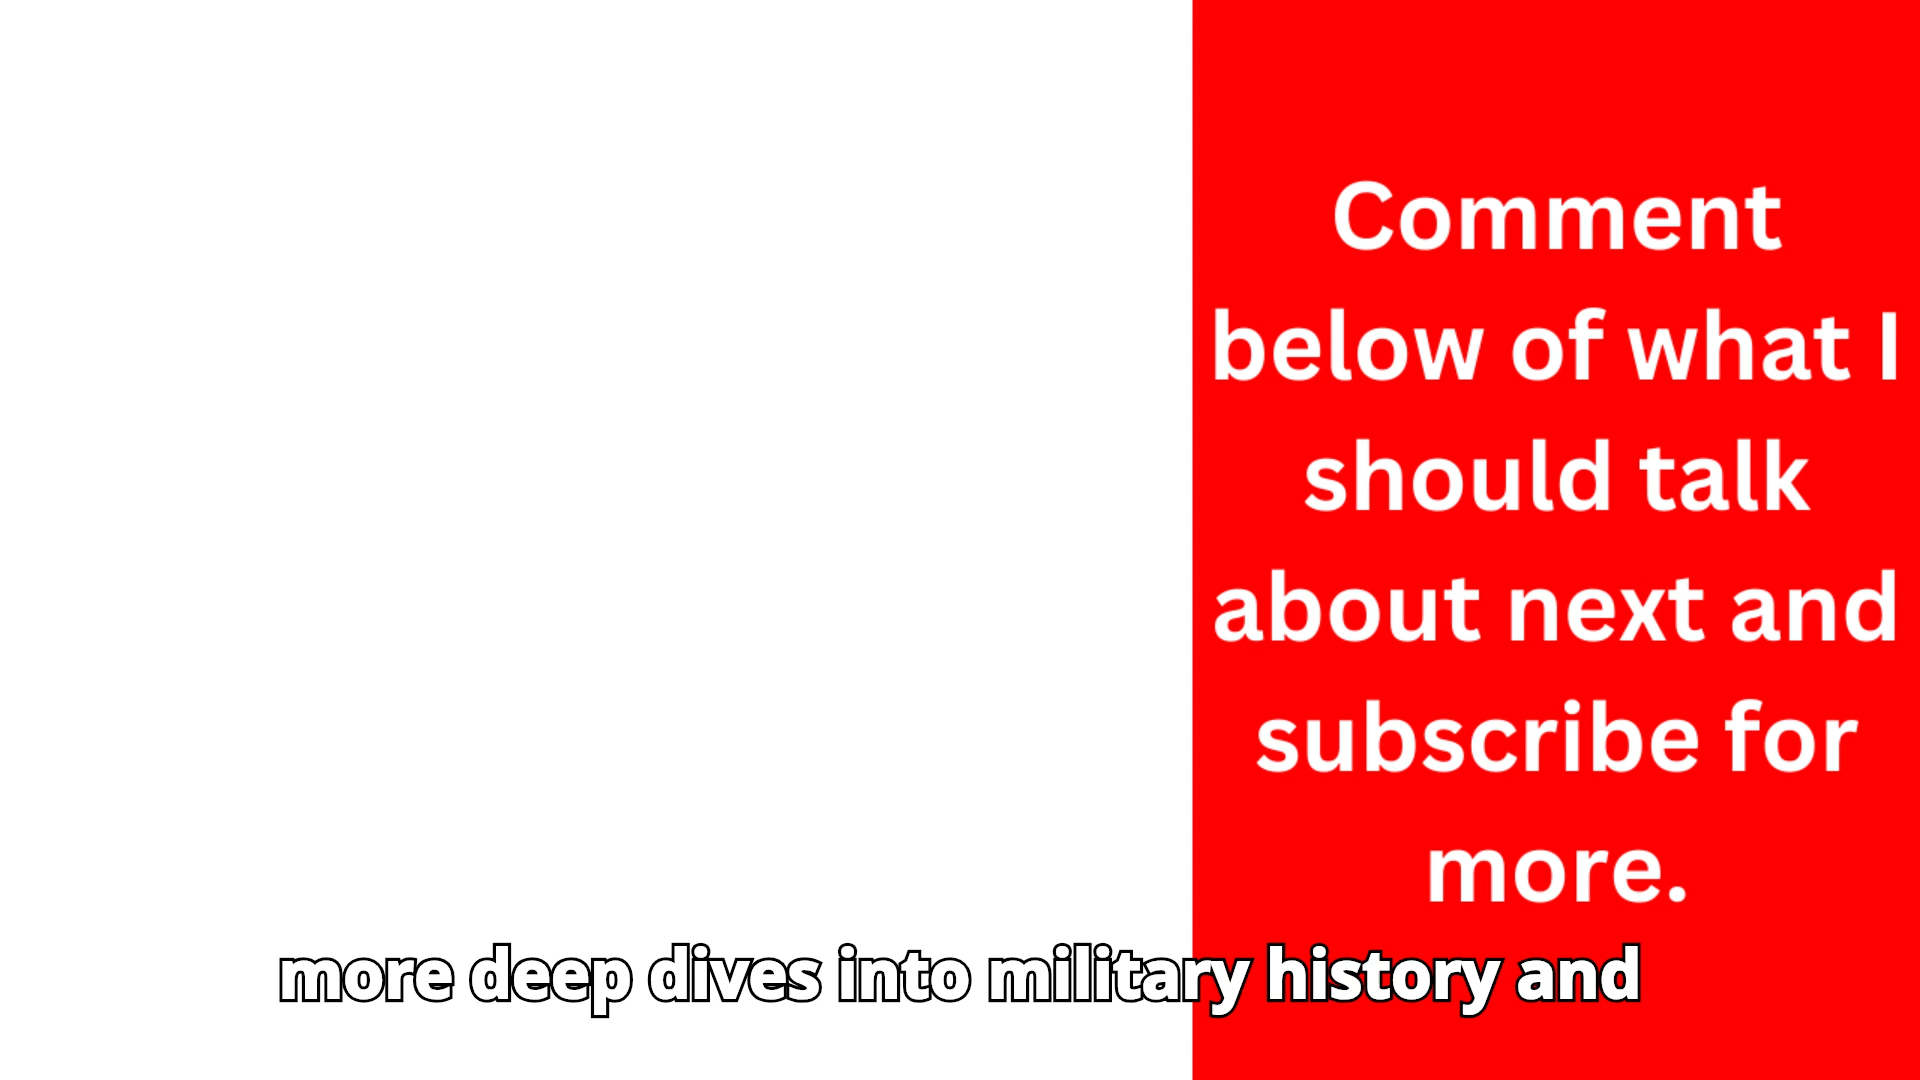 Comment
below of what I
should talk
about next and
subscribe for
more.
more deep dives into military history and